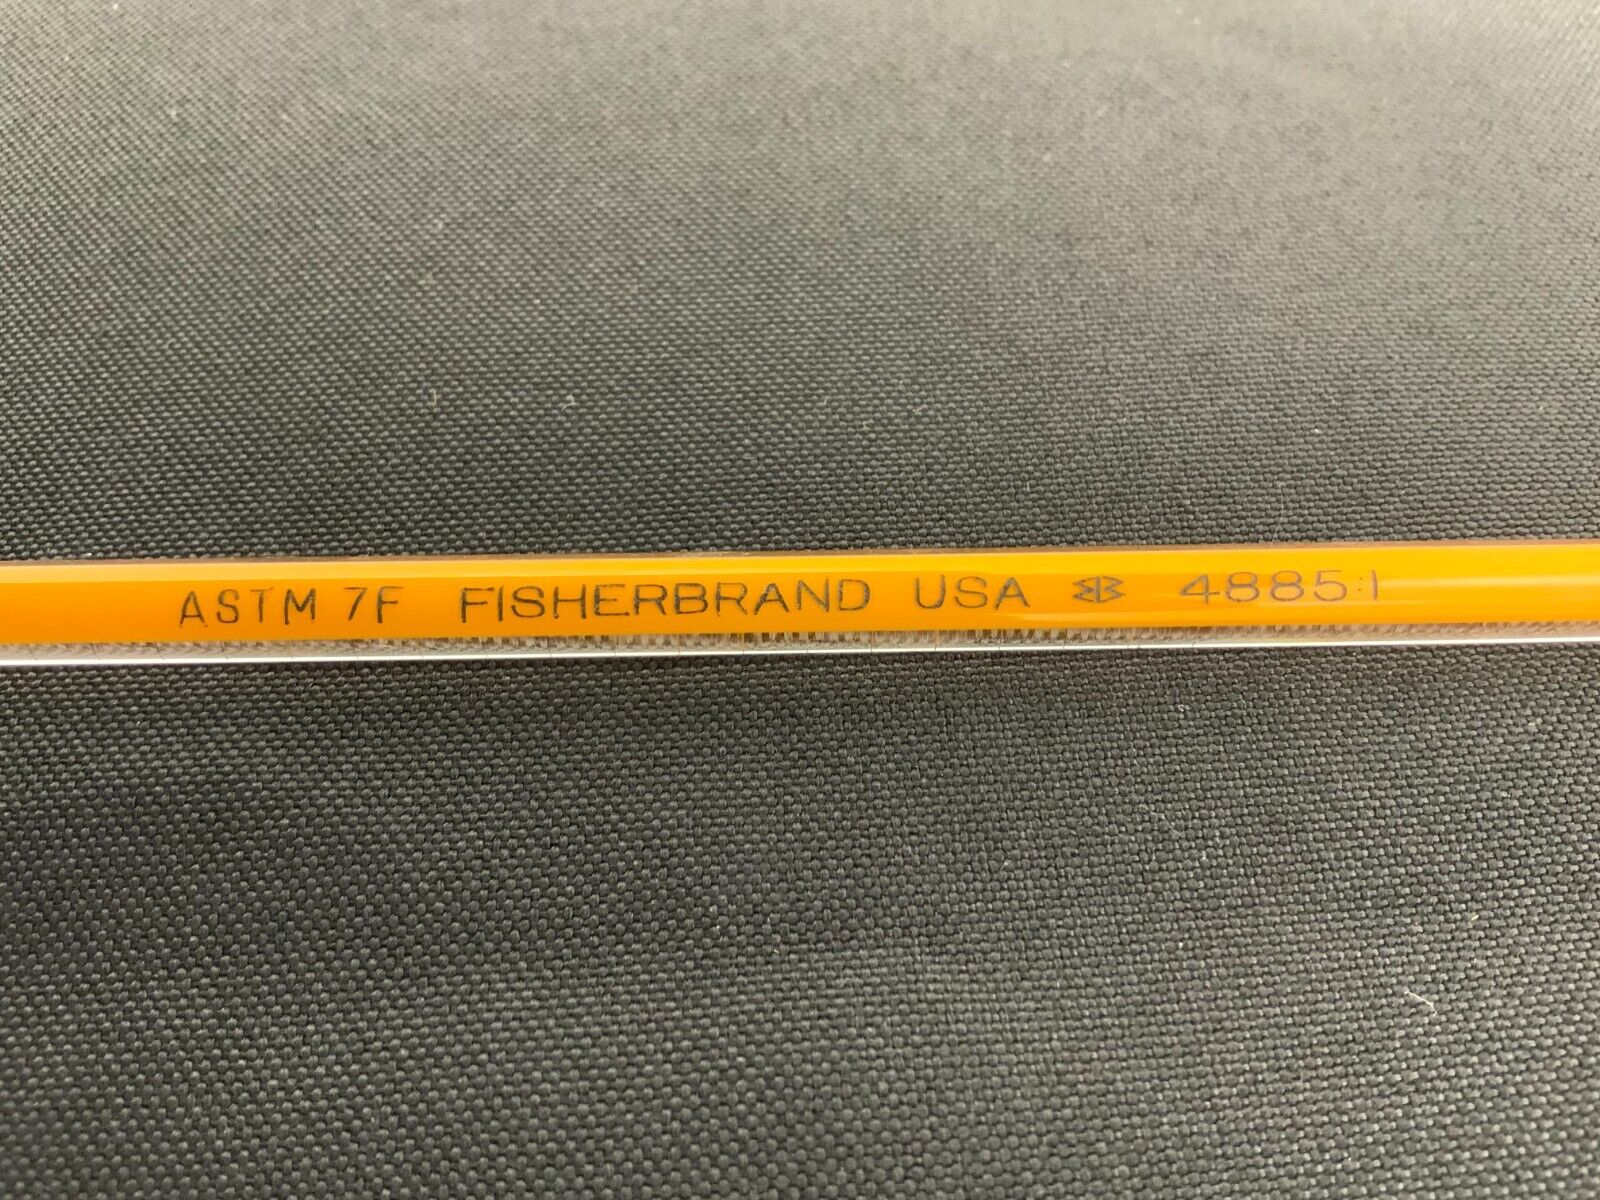 ASTM 7F FISHERBRAND USA 48851